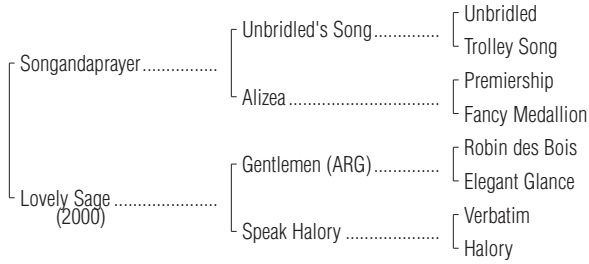 Unbridled
Unbridled's Song..............
Trolley Song
Songandaprayer................
Premiership
Alizea................................
Fancy Medallion
Robin des Bois
Gentlemen (ARG)..............
Elegant Glance
Lovely Sage......................
(2000)
Verbatim
Speak Halory....................
Halory